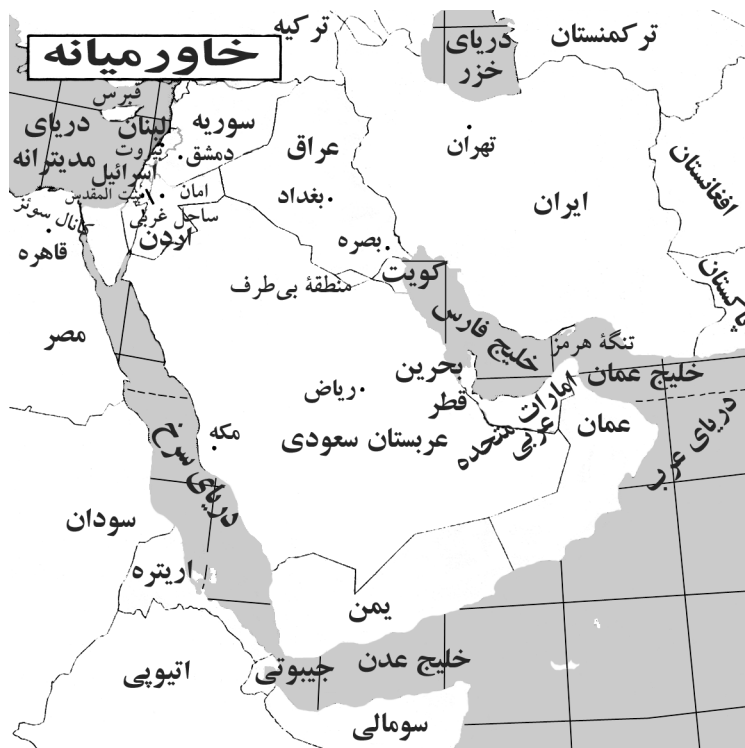 خاورمیانه
ترکیه
دریای
خزر
ترکمنستان
قبرس
لبنان
سوریه
دریای
مدیترانه
بیروت
دمشق
عراق
تهران
اسرائیل
افغانستان
بیت المقدس
امان
بغداد
ایران
کانال سوئز
ساحل غربی
اردن
قاهره
بصره
کویت
پاکستان
منطقهٔ بی‌طرف
مصر
خلیج فارس
تنگهٔ هرمز
بحرین
خلیج عمان
ریاض
قطر
امارات
عربی
متحده
عمان
دریای عرب
مکه
عربستان سعودی
دریای سرخ
سودان
اریتره
یمن
اتیوپی
جیبوتی
خلیج عدن
سومالی